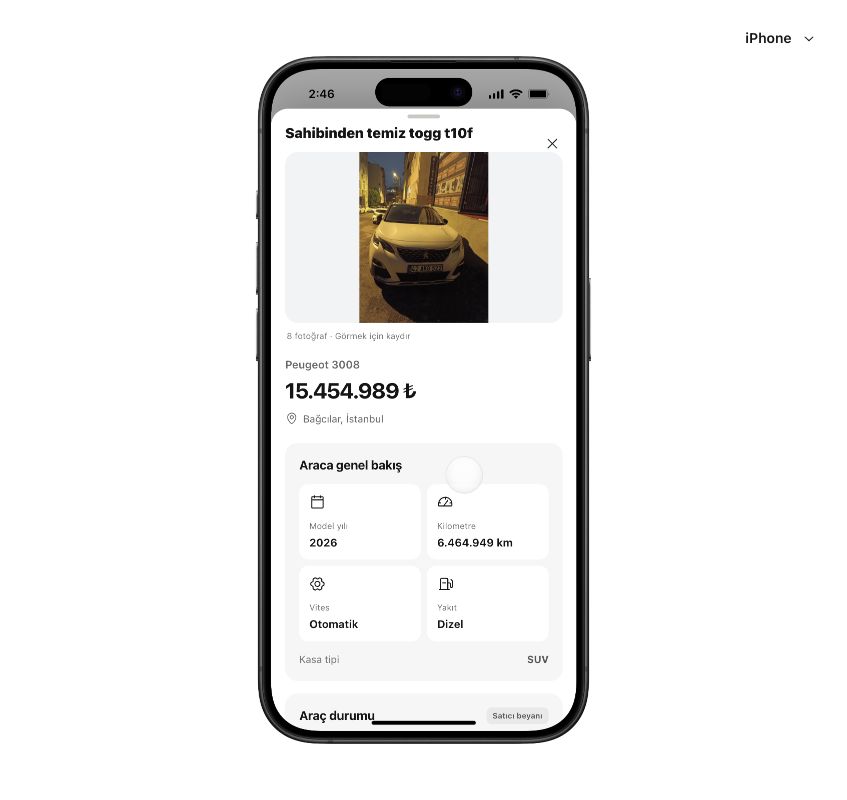 iPhone
2:46
Sahibinden temiz togg t10f
8 fotoğraf · Görmek için kaydır
Peugeot 3008
15.454.989 ₺
Bağcılar, İstanbul
Araca genel bakış
Model yılı
2026
Kilometre
6.464.949 km
Vites
Otomatik
Yakıt
Dizel
Kasa tipi
SUV
Araç durumu
Satıcı beyanı